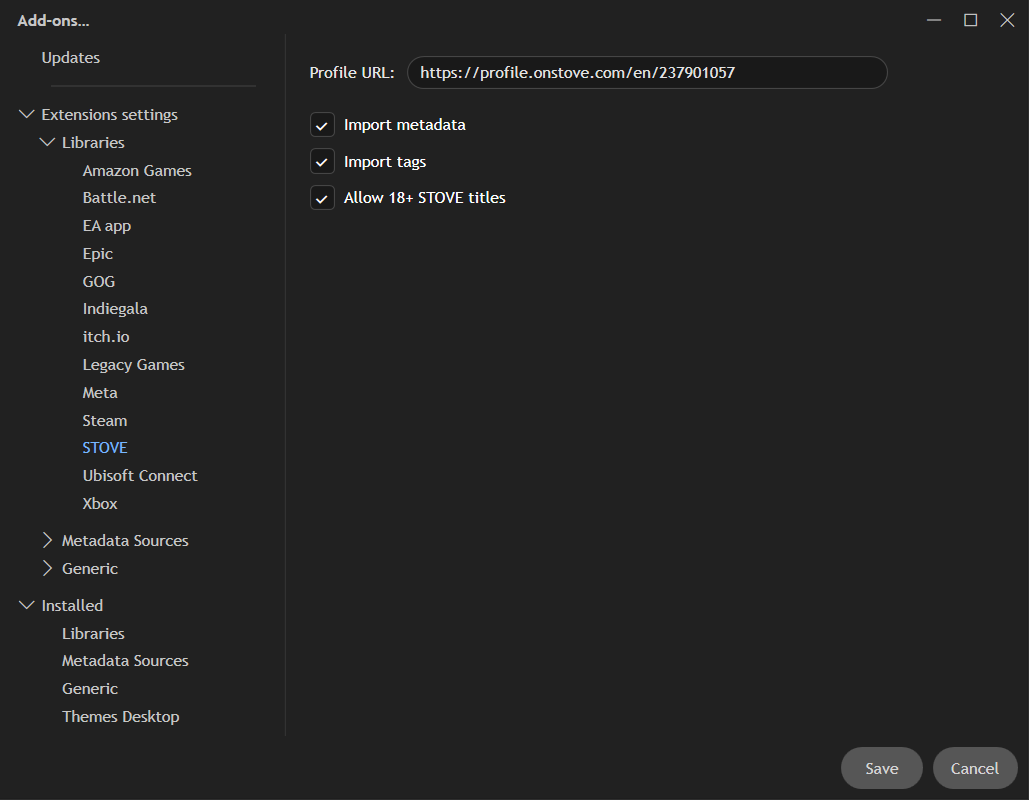 Add-ons...
Updates
Extensions settings
Libraries
Amazon Games
Battle.net
EA app
Epic
GOG
Indiegala
itch.io
Legacy Games
Meta
Steam
STOVE
Ubisoft Connect
Xbox
Metadata Sources
Generic
Installed
Libraries
Metadata Sources
Generic
Themes Desktop
Profile URL: https://profile.onstove.com/en/237901057
Import metadata
Import tags
Allow 18+ STOVE titles
Save Cancel